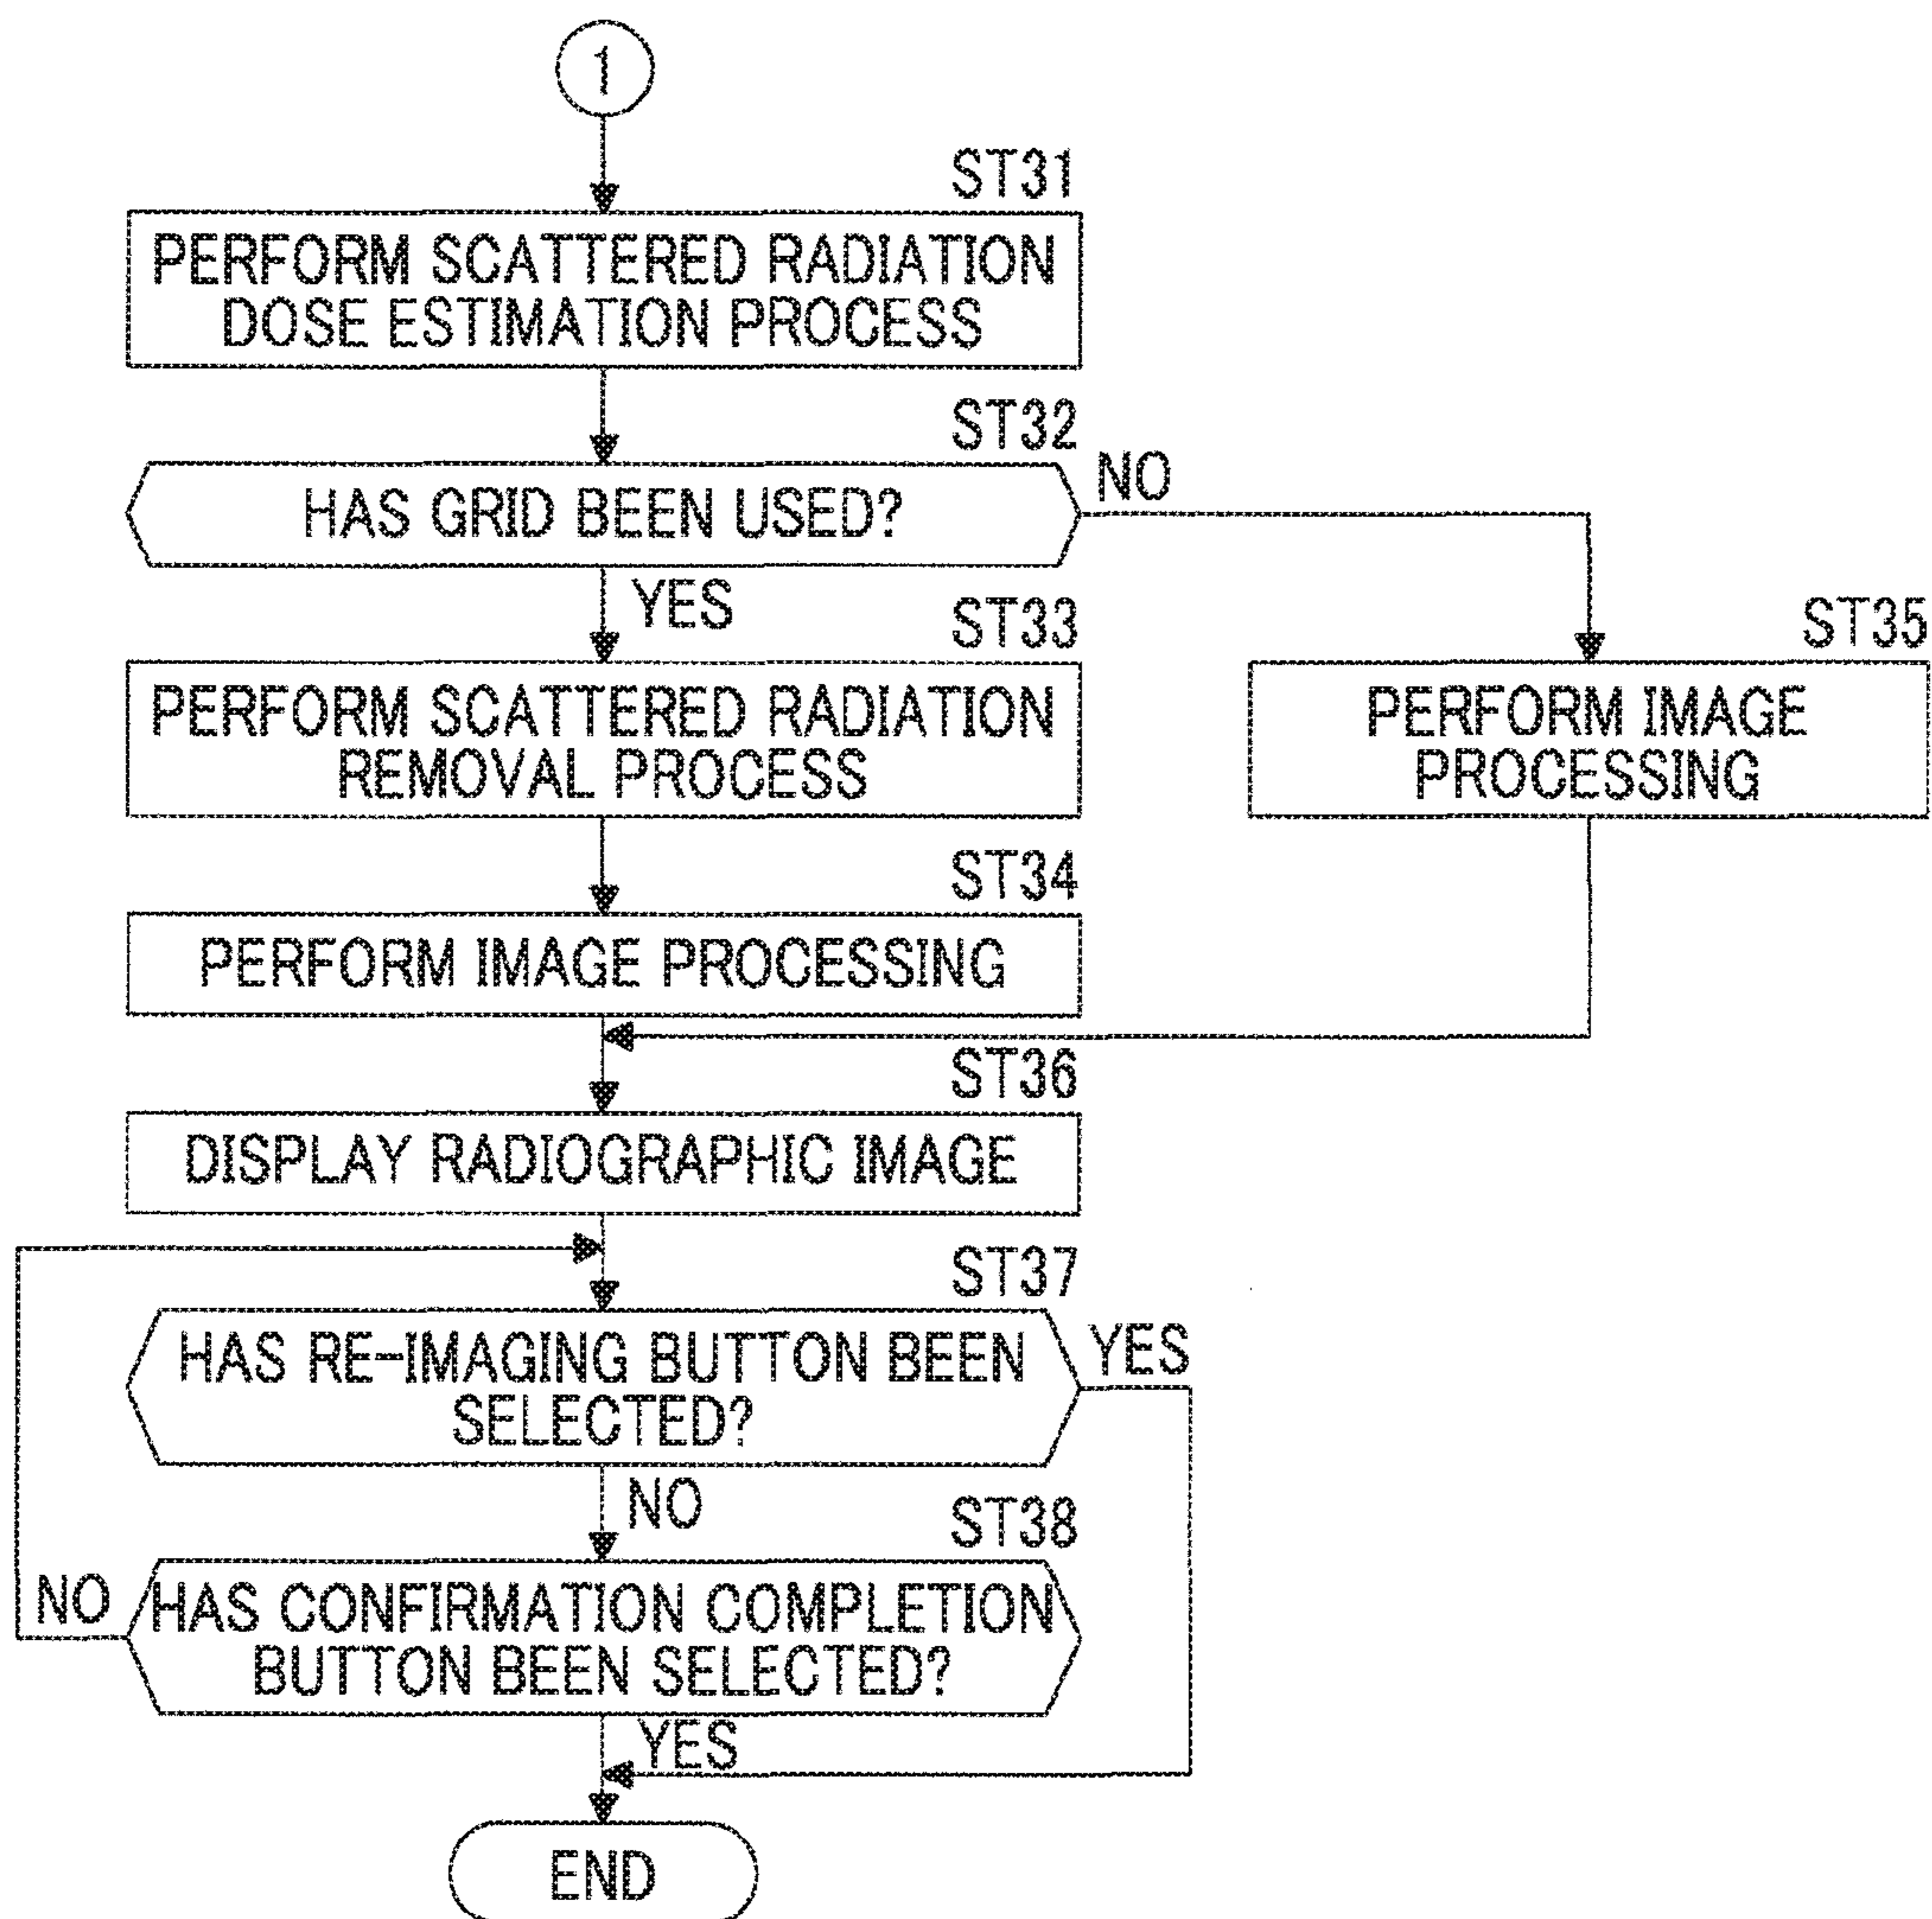 1
ST31
PERFORM SCATTERED RADIATION
DOSE ESTIMATION PROCESS
ST32
HAS GRID BEEN USED?
NO
YES
ST33
PERFORM SCATTERED RADIATION
REMOVAL PROCESS
ST35
PERFORM IMAGE
PROCESSING
ST34
PERFORM IMAGE PROCESSING
ST36
DISPLAY RADIOGRAPHIC IMAGE
ST37
HAS RE-IMAGING BUTTON BEEN
SELECTED?
YES
NO
ST38
NO
HAS CONFIRMATION COMPLETION
BUTTON BEEN SELECTED?
YES
END